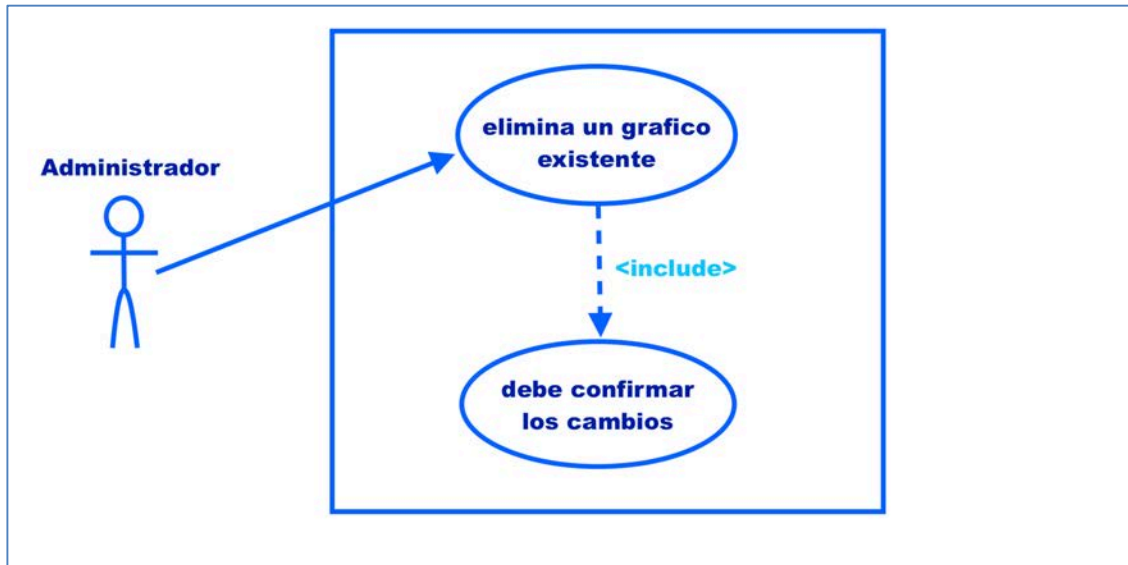 elimina un grafico
existente
Administrador
<include>
debe confirmar
los cambios